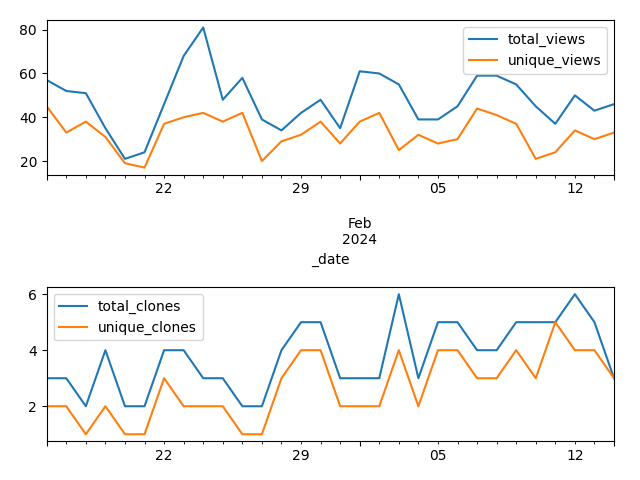 80
60
40
20
total_views
unique_views
22
29
05
12
Feb
2024
_date
6
4
2
total_clones
unique_clones
22
29
05
12